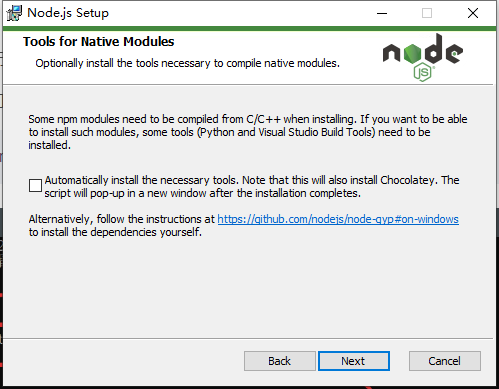 Node.js Setup
Tools for Native Modules
Optionally install the tools necessary to compile native modules.
node
JS
Some npm modules need to be compiled from C/C++ when installing. If you want to be able
to install such modules, some tools (Python and Visual Studio Build Tools) need to be
installed.
Automatically install the necessary tools. Note that this will also install Chocolatey. The
script will pop-up in a new window after the installation completes.
Alternatively, follow the instructions at https://github.com/nodejs/node-gyp#on-windows
to install the dependencies yourself.
Back
Next
Cancel